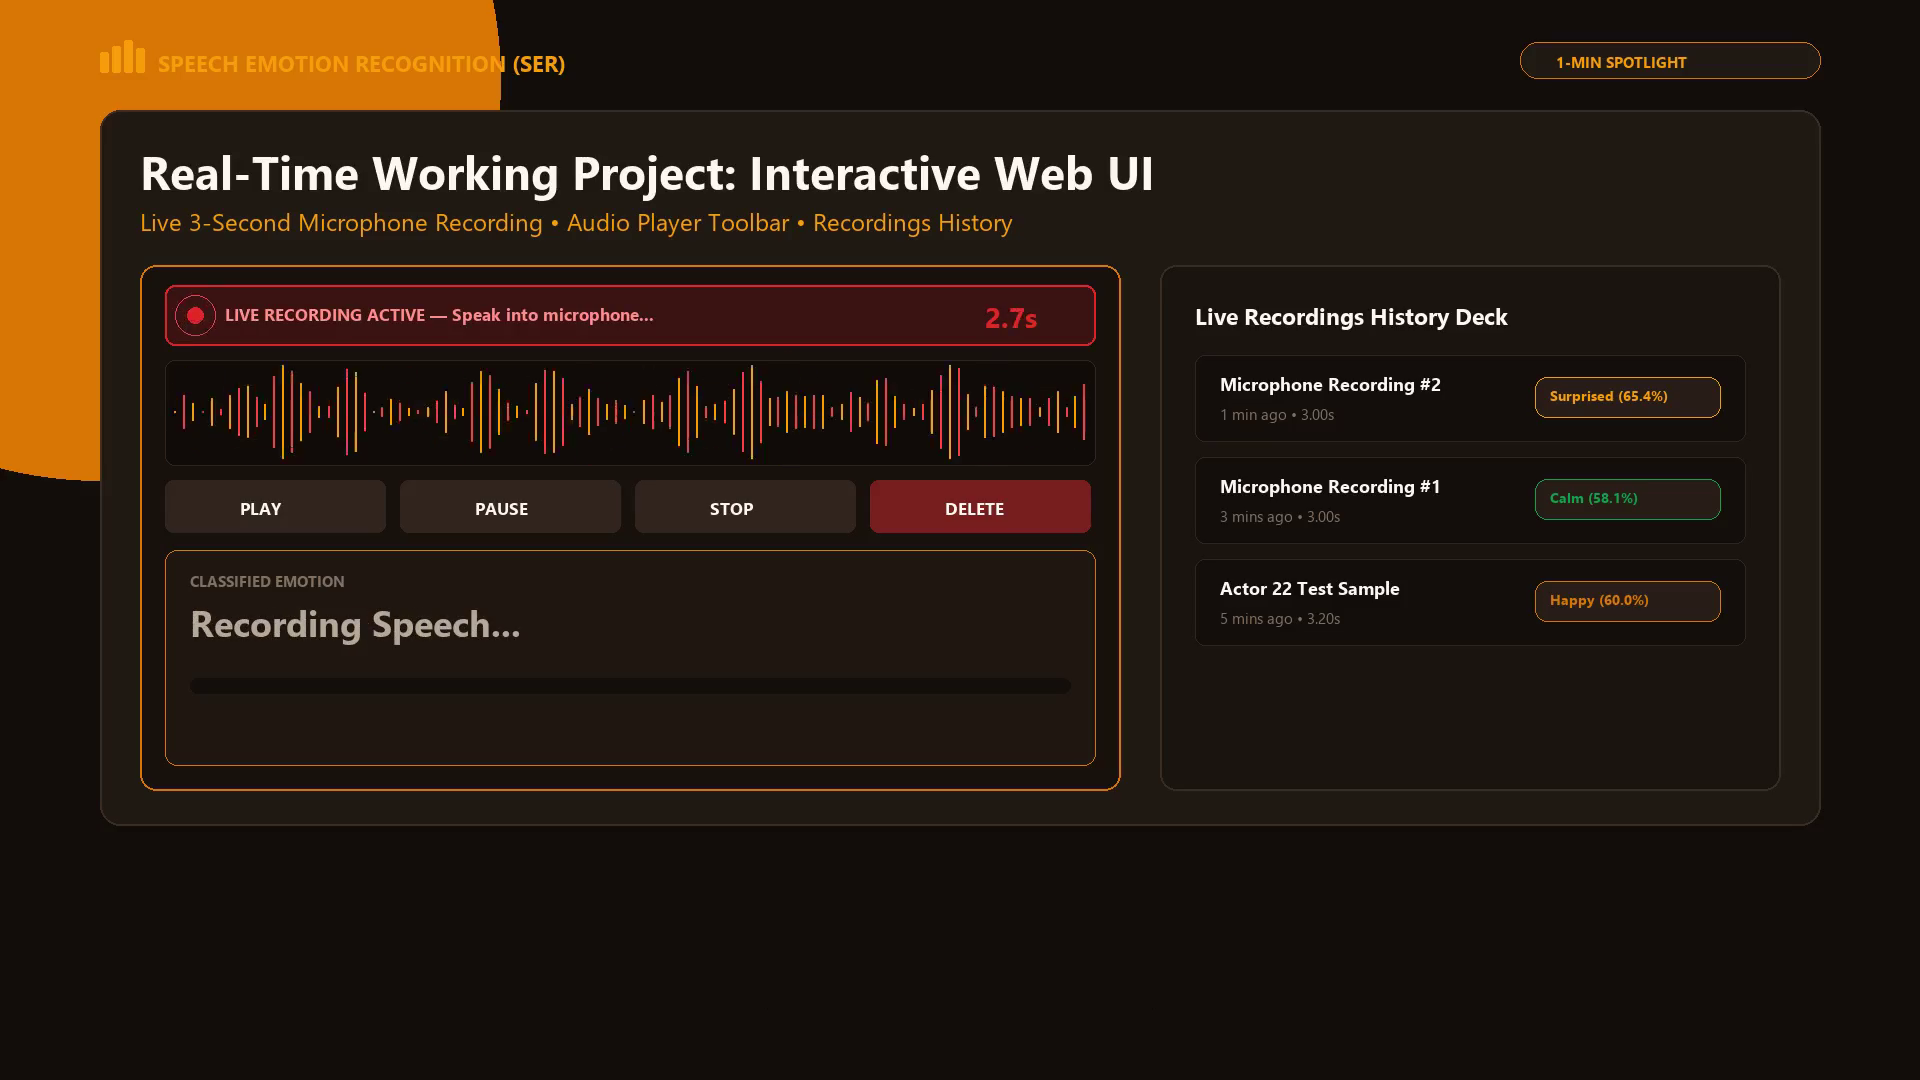 SPEECH EMOTION RECOGNITION (SER)
1-MIN SPOTLIGHT
Real-Time Working Project: Interactive Web UI
Live 3-Second Microphone Recording • Audio Player Toolbar • Recordings History
LIVE RECORDING ACTIVE — Speak into microphone...
2.7s
PLAY
PAUSE
STOP
DELETE
CLASSIFIED EMOTION
Recording Speech...
Live Recordings History Deck
Microphone Recording #2
1 min ago • 3.00s
Surprised (65.4%)
Microphone Recording #1
3 mins ago • 3.00s
Calm (58.1%)
Actor 22 Test Sample
5 mins ago • 3.20s
Happy (60.0%)